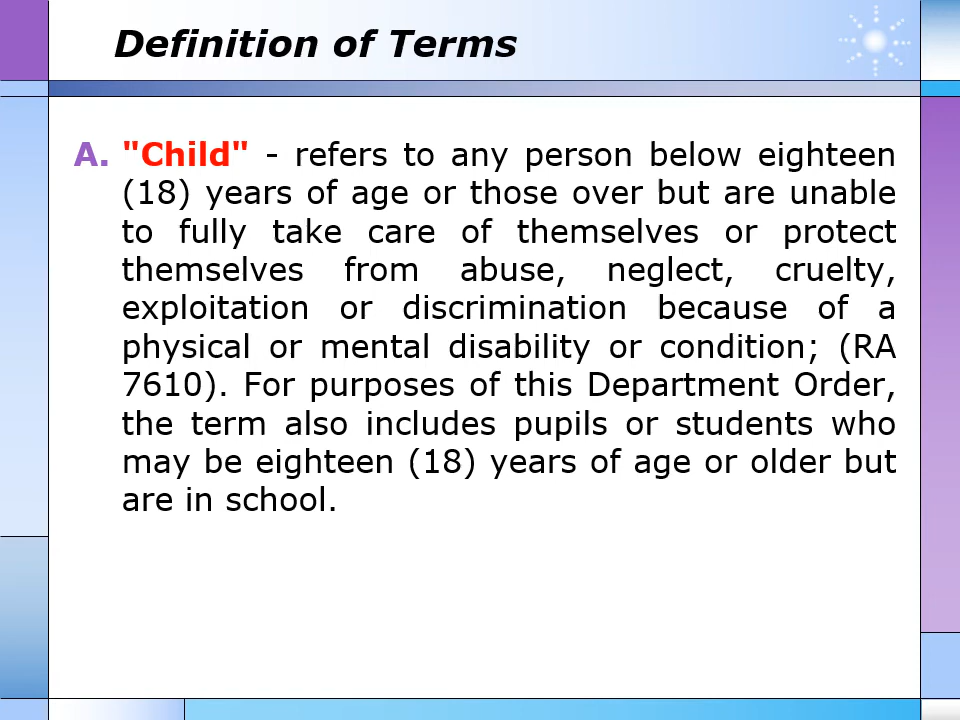 Definition of Terms
A. "Child" - refers to any person below eighteen
(18) years of age or those over but are unable
to fully take care of themselves or protect
themselves from abuse, neglect, cruelty,
exploitation or discrimination because of a
physical or mental disability or condition; (RA
7610). For purposes of this Department Order,
the term also includes pupils or students who
may be eighteen (18) years of age or older but
are in school.